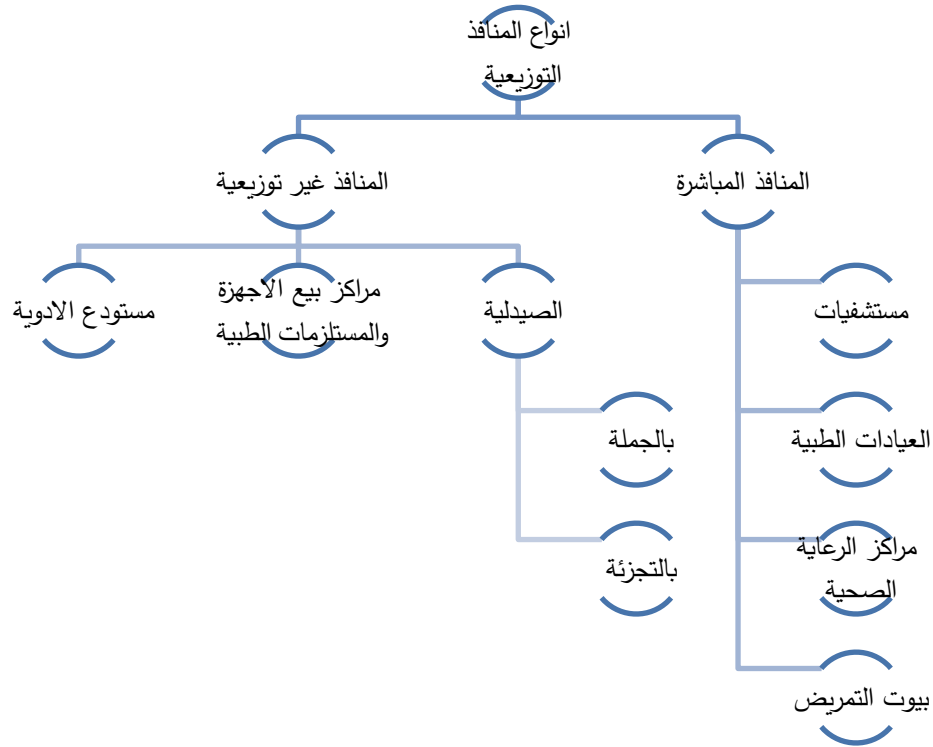 انواع المنافذ
التوزيعية
المنافذ المباشرة
المنافذ غير توزيعية
مستشفيات
العيادات الطبية
مراكز الرعاية
الصحية
بيوت التمريض
الصيدلية
بالجملة
بالتجزئة
مراكز بيع الاجهزة
والمستلزمات الطبية
مستودع الادوية